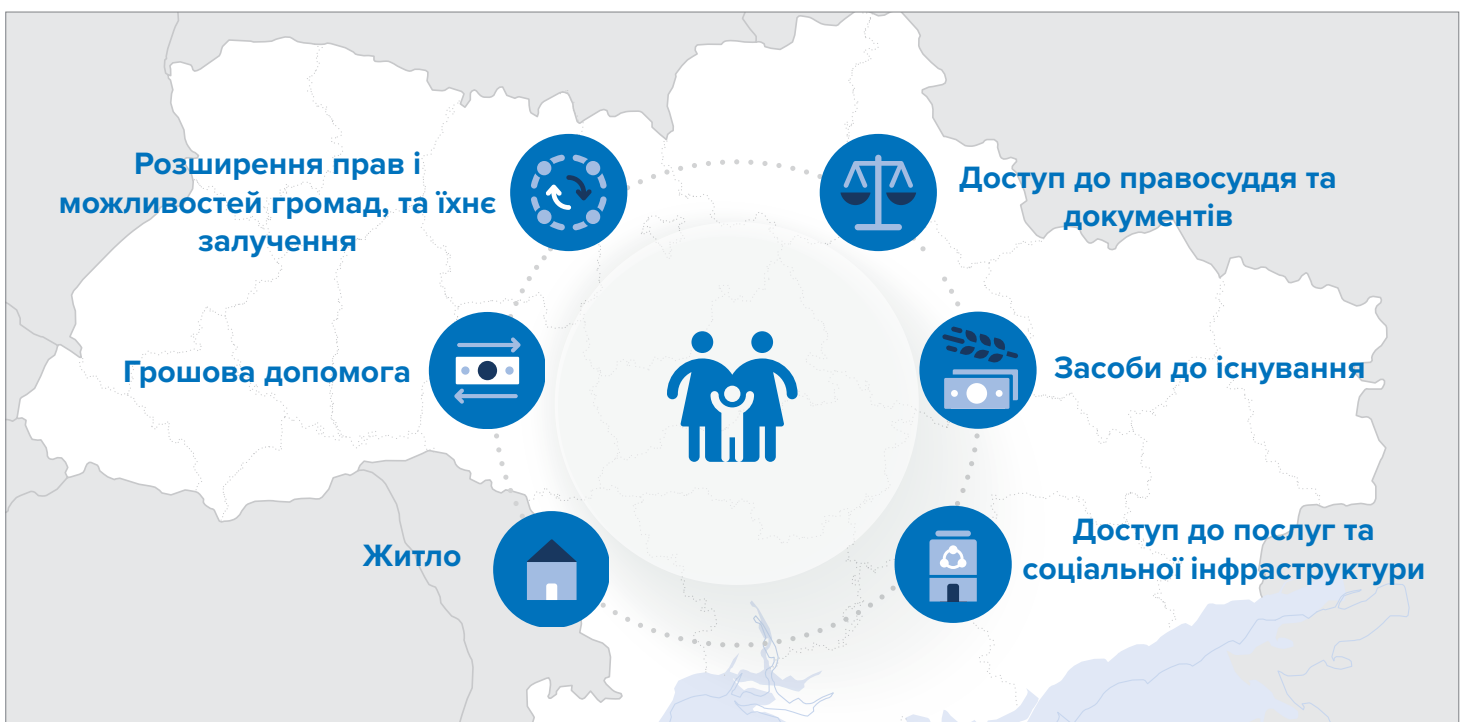 Розширення прав і
можливостей громад, та їхнє
залучення
Доступ до правосуддя та
документів
Грошова допомога
Засоби до існування
Житло
Доступ до послуг та
соціальної інфраструктури